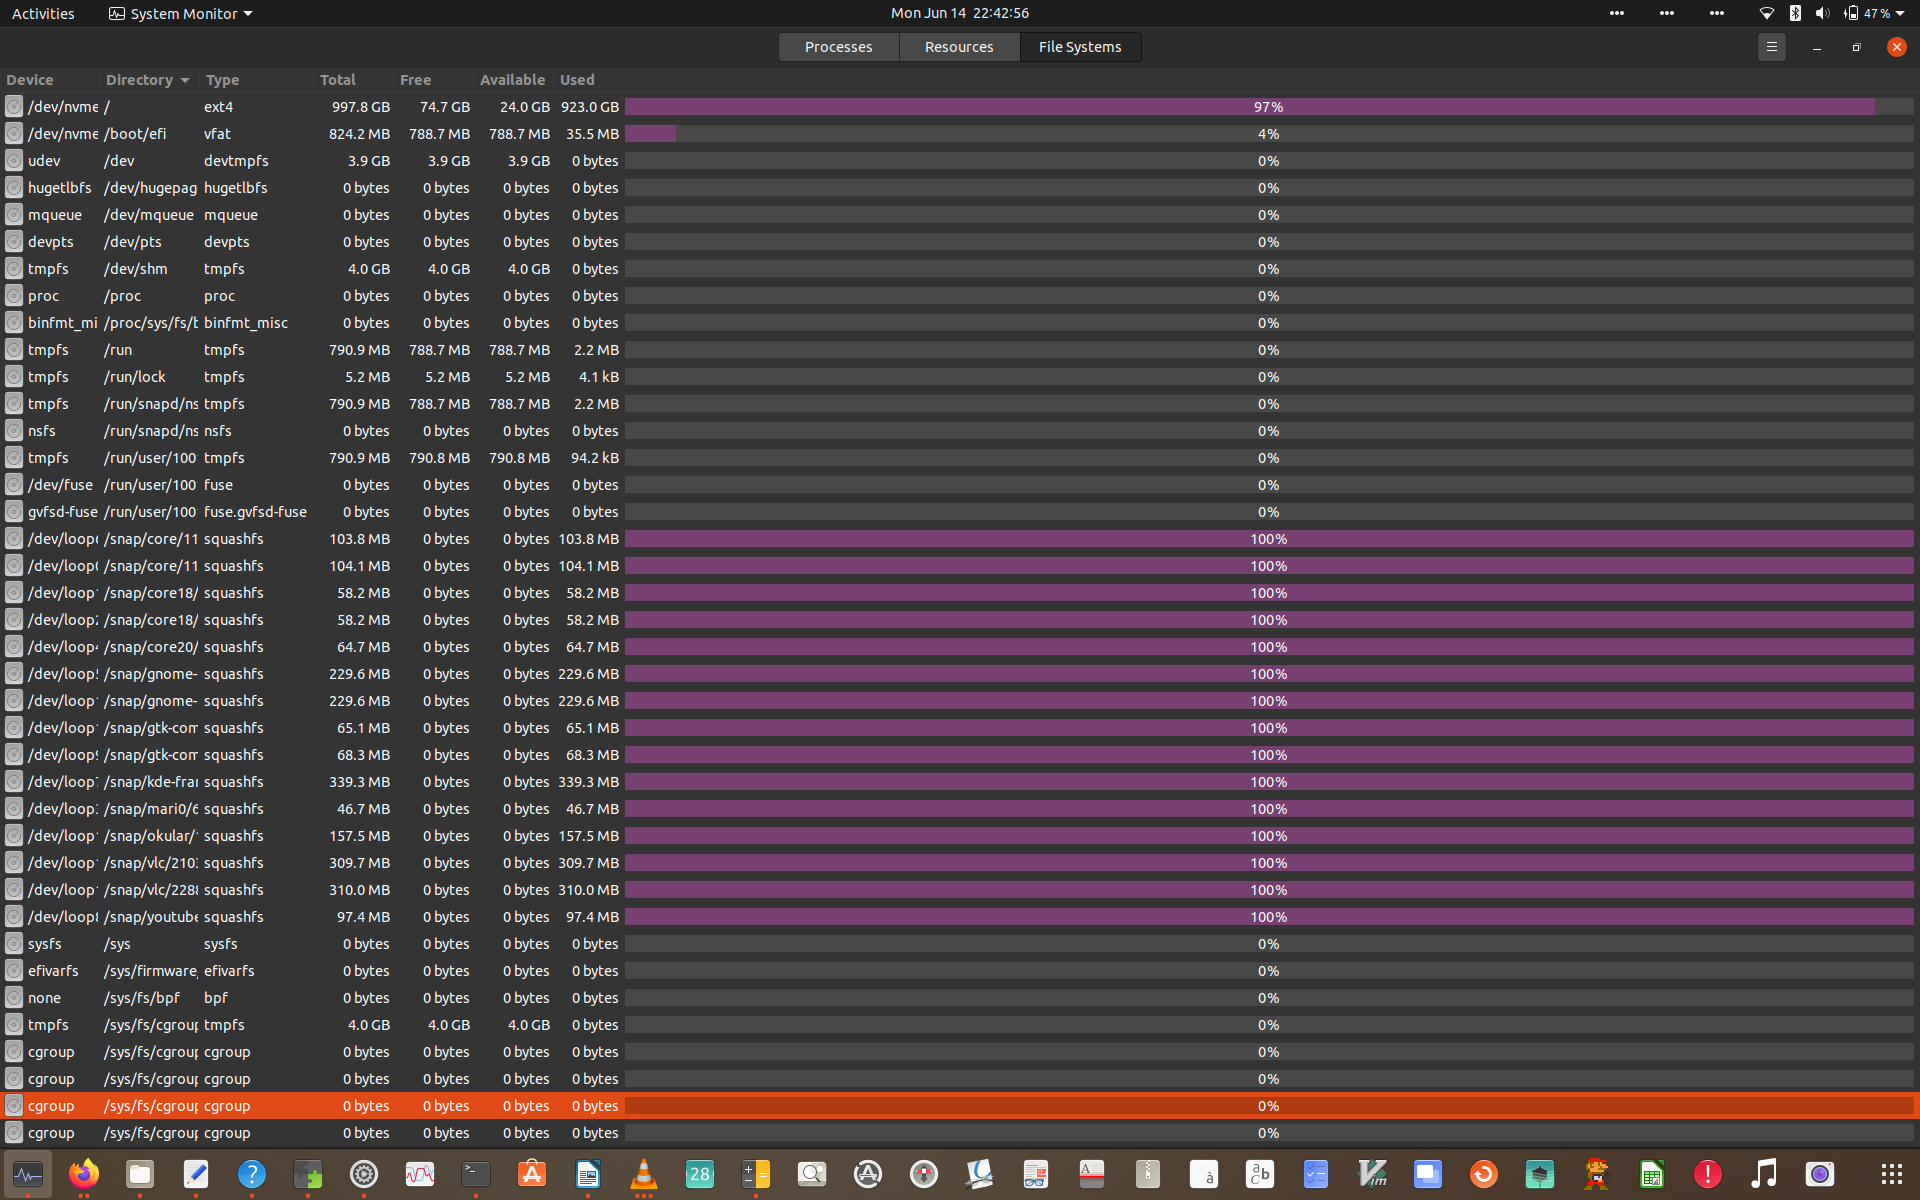 Activities System Monitor Mon Jun 14 22:42:56 47 %
Processes Resources File Systems
Device Directory Type Total Free Available Used
/dev/nvme / ext4 997.8 GB 74.7 GB 24.0 GB 923.0 GB 97%
/dev/nvme /boot/efi vfat 824.2 MB 788.7 MB 788.7 MB 35.5 MB 4%
udev /dev devtmpfs 3.9 GB 3.9 GB 3.9 GB 0 bytes 0%
hugetlbfs /dev/hugepag hugetlbfs 0 bytes 0 bytes 0 bytes 0 bytes 0%
mqueue /dev/mqueue mqueue 0 bytes 0 bytes 0 bytes 0 bytes 0%
devpts /dev/pts devpts 0 bytes 0 bytes 0 bytes 0 bytes 0%
tmpfs /dev/shm tmpfs 4.0 GB 4.0 GB 4.0 GB 0 bytes 0%
proc /proc proc 0 bytes 0 bytes 0 bytes 0 bytes 0%
binfmt_mi /proc/sys/fs/b binfmt_misc 0 bytes 0 bytes 0 bytes 0 bytes 0%
tmpfs /run tmpfs 790.9 MB 788.7 MB 788.7 MB 2.2 MB 0%
tmpfs /run/lock tmpfs 5.2 MB 5.2 MB 5.2 MB 4.1 kB 0%
tmpfs /run/snapd/ns tmpfs 790.9 MB 788.7 MB 788.7 MB 2.2 MB 0%
nsfs /run/snapd/ns nsfs 0 bytes 0 bytes 0 bytes 0 bytes 0%
tmpfs /run/user/100 tmpfs 790.9 MB 790.8 MB 790.8 MB 94.2 kB 0%
/dev/fuse /run/user/100 fuse 0 bytes 0 bytes 0 bytes 0 bytes 0%
gvfsd-fuse /run/user/100 fuse.gvfsd-fuse 0 bytes 0 bytes 0 bytes 0 bytes 0%
/dev/loop /snap/core/11 squashfs 103.8 MB 0 bytes 0 bytes 103.8 MB 100%
/dev/loop /snap/core/11 squashfs 104.1 MB 0 bytes 0 bytes 104.1 MB 100%
/dev/loop /snap/core18/ squashfs 58.2 MB 0 bytes 0 bytes 58.2 MB 100%
/dev/loop /snap/core18/ squashfs 58.2 MB 0 bytes 0 bytes 58.2 MB 100%
/dev/loop /snap/core20/ squashfs 64.7 MB 0 bytes 0 bytes 64.7 MB 100%
/dev/loop /snap/gnome- squashfs 229.6 MB 0 bytes 0 bytes 229.6 MB 100%
/dev/loop /snap/gnome- squashfs 229.6 MB 0 bytes 0 bytes 229.6 MB 100%
/dev/loop /snap/gtk-com squashfs 65.1 MB 0 bytes 0 bytes 65.1 MB 100%
/dev/loop /snap/gtk-com squashfs 68.3 MB 0 bytes 0 bytes 68.3 MB 100%
/dev/loop /snap/kde-fra squashfs 339.3 MB 0 bytes 0 bytes 339.3 MB 100%
/dev/loop /snap/mari0/6 squashfs 46.7 MB 0 bytes 0 bytes 46.7 MB 100%
/dev/loop /snap/okular/ squashfs 157.5 MB 0 bytes 0 bytes 157.5 MB 100%
/dev/loop /snap/vlc/210 squashfs 309.7 MB 0 bytes 0 bytes 309.7 MB 100%
/dev/loop /snap/vlc/228 squashfs 310.0 MB 0 bytes 0 bytes 310.0 MB 100%
/dev/loop /snap/youtube squashfs 97.4 MB 0 bytes 0 bytes 97.4 MB 100%
sysfs /sys sysfs 0 bytes 0 bytes 0 bytes 0 bytes 0%
efivarfs /sys/firmware efivarfs 0 bytes 0 bytes 0 bytes 0 bytes 0%
none /sys/fs/bpf bpf 0 bytes 0 bytes 0 bytes 0 bytes 0%
tmpfs /sys/fs/cgroup tmpfs 4.0 GB 4.0 GB 4.0 GB 0 bytes 0%
cgroup /sys/fs/cgroup cgroup 0 bytes 0 bytes 0 bytes 0 bytes 0%
cgroup /sys/fs/cgroup cgroup 0 bytes 0 bytes 0 bytes 0 bytes 0%
cgroup /sys/fs/cgroup cgroup 0 bytes 0 bytes 0 bytes 0 bytes 0%
cgroup /sys/fs/cgroup cgroup 0 bytes 0 bytes 0 bytes 0 bytes 0%
28